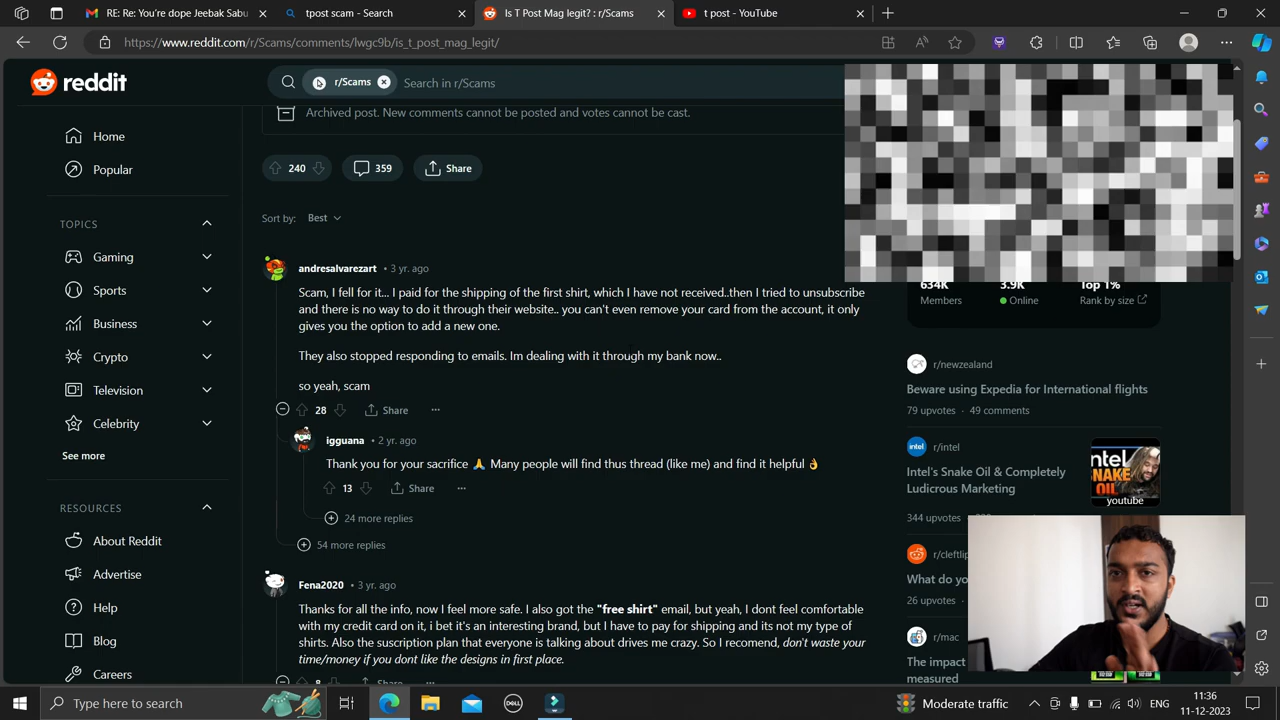 RE: Re: You're dope Jeebak Sabu
tpost scam - Search
Is T Post Mag legit? : r/Scams
t post - YouTube
https://www.reddit.com/r/Scams/comments/lwgc9b/is_t_post_mag_legit/
reddit
r/Scams
Search in r/Scams
Archived post. New comments cannot be posted and votes cannot be cast.
Home
Popular
TOPICS
Gaming
Sports
Business
Crypto
Television
Celebrity
See more
RESOURCES
About Reddit
Advertise
Help
Blog
Careers
240
359
Share
Sort by: Best
andresalvarezart • 3 yr. ago
Scam, I fell for it... I paid for the shipping of the first shirt, which I have not received..then I tried to unsubscribe
and there is no way to do it through their website.. you can't even remove your card from the account, it only
gives you the option to add a new one.
They also stopped responding to emails. Im dealing with it through my bank now..
so yeah, scam
28 Share
igguana • 2 yr. ago
Thank you for your sacrifice 🙏 Many people will find thus thread (like me) and find it helpful 👌
13 Share
24 more replies
54 more replies
Fena2020 • 3 yr. ago
Thanks for all the info, now I feel more safe. I also got the "free shirt" email, but yeah, I dont feel comfortable
with my credit card on it, i bet it's an interesting brand, but I have to pay for shipping and its not my type of
shirts. Also the suscription plan that everyone is talking about drives me crazy. So I recomend, don't waste your
time/money if you dont like the designs in first place.
634K
Members
3.9K
Online
Top 1%
Rank by size
r/newzealand
Beware using Expedia for International flights
79 upvotes · 49 comments
intel
r/intel
Intel's Snake Oil & Completely
Ludicrous Marketing
intel
SNAKE
OIL
youtube
344 upvotes
r/cleftlip
What do yo
26 upvotes
r/mac
The impact
measured
Type here to search
DELL
Moderate traffic
11:36
11-12-2023